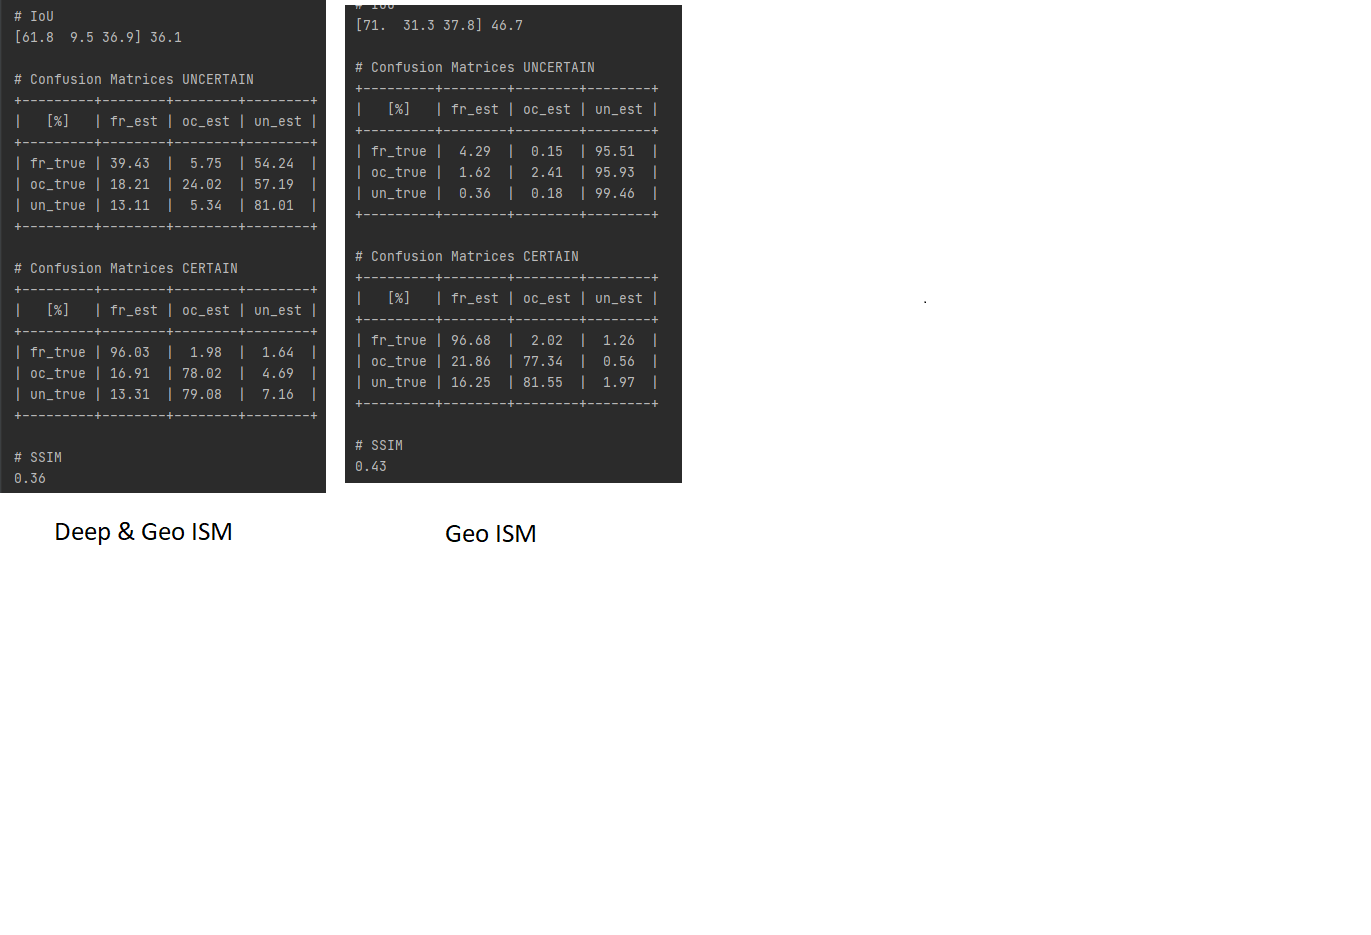 # IoU
[61.8  9.5 36.9] 36.1

# Confusion Matrices UNCERTAIN
+---------+--------+--------+--------+
|   [%]   | fr_est | oc_est | un_est |
+---------+--------+--------+--------+
| fr_true | 39.43  |  5.75  | 54.24  |
| oc_true | 18.21  | 24.02  | 57.19  |
| un_true | 13.11  |  5.34  | 81.01  |
+---------+--------+--------+--------+

# Confusion Matrices CERTAIN
+---------+--------+--------+--------+
|   [%]   | fr_est | oc_est | un_est |
+---------+--------+--------+--------+
| fr_true | 96.03  |  1.98  |  1.64  |
| oc_true | 16.91  | 78.02  |  4.69  |
| un_true | 13.31  | 79.08  |  7.16  |
+---------+--------+--------+--------+

# SSIM
0.36
Deep & Geo ISM
# IoU
[71.  31.3 37.8] 46.7

# Confusion Matrices UNCERTAIN
+---------+--------+--------+--------+
|   [%]   | fr_est | oc_est | un_est |
+---------+--------+--------+--------+
| fr_true |  4.29  |  0.15  | 95.51  |
| oc_true |  1.62  |  2.41  | 95.93  |
| un_true |  0.36  |  0.18  | 99.46  |
+---------+--------+--------+--------+

# Confusion Matrices CERTAIN
+---------+--------+--------+--------+
|   [%]   | fr_est | oc_est | un_est |
+---------+--------+--------+--------+
| fr_true | 96.68  |  2.02  |  1.26  |
| oc_true | 21.86  | 77.34  |  0.56  |
| un_true | 16.25  | 81.55  |  1.97  |
+---------+--------+--------+--------+

# SSIM
0.43
Geo ISM
.